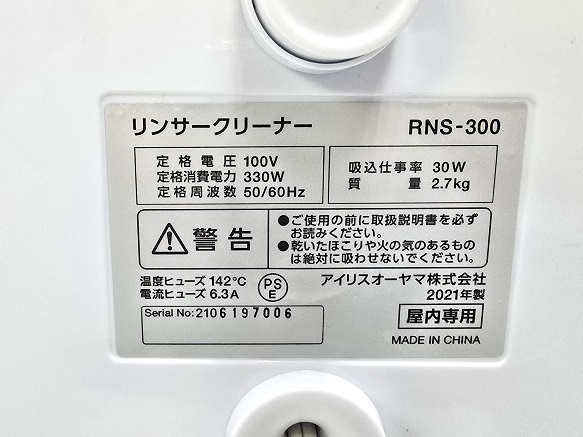 リンサークリーナー RNS-300
定格電圧 100V
定格消費電力 330W
定格周波数 50/60Hz
吸込仕事率 30W
質量 2.7kg
警告
●ご使用の前に取扱説明書を必ず
お読みください。
●乾いたほこりや火の気のあるもの
は絶対に吸わせないでください。
温度ヒューズ 142℃
電流ヒューズ 6.3A
PS
E
アイリスオーヤマ株式会社
2021年製
Serial No: 2106197006
屋内専用
MADE IN CHINA